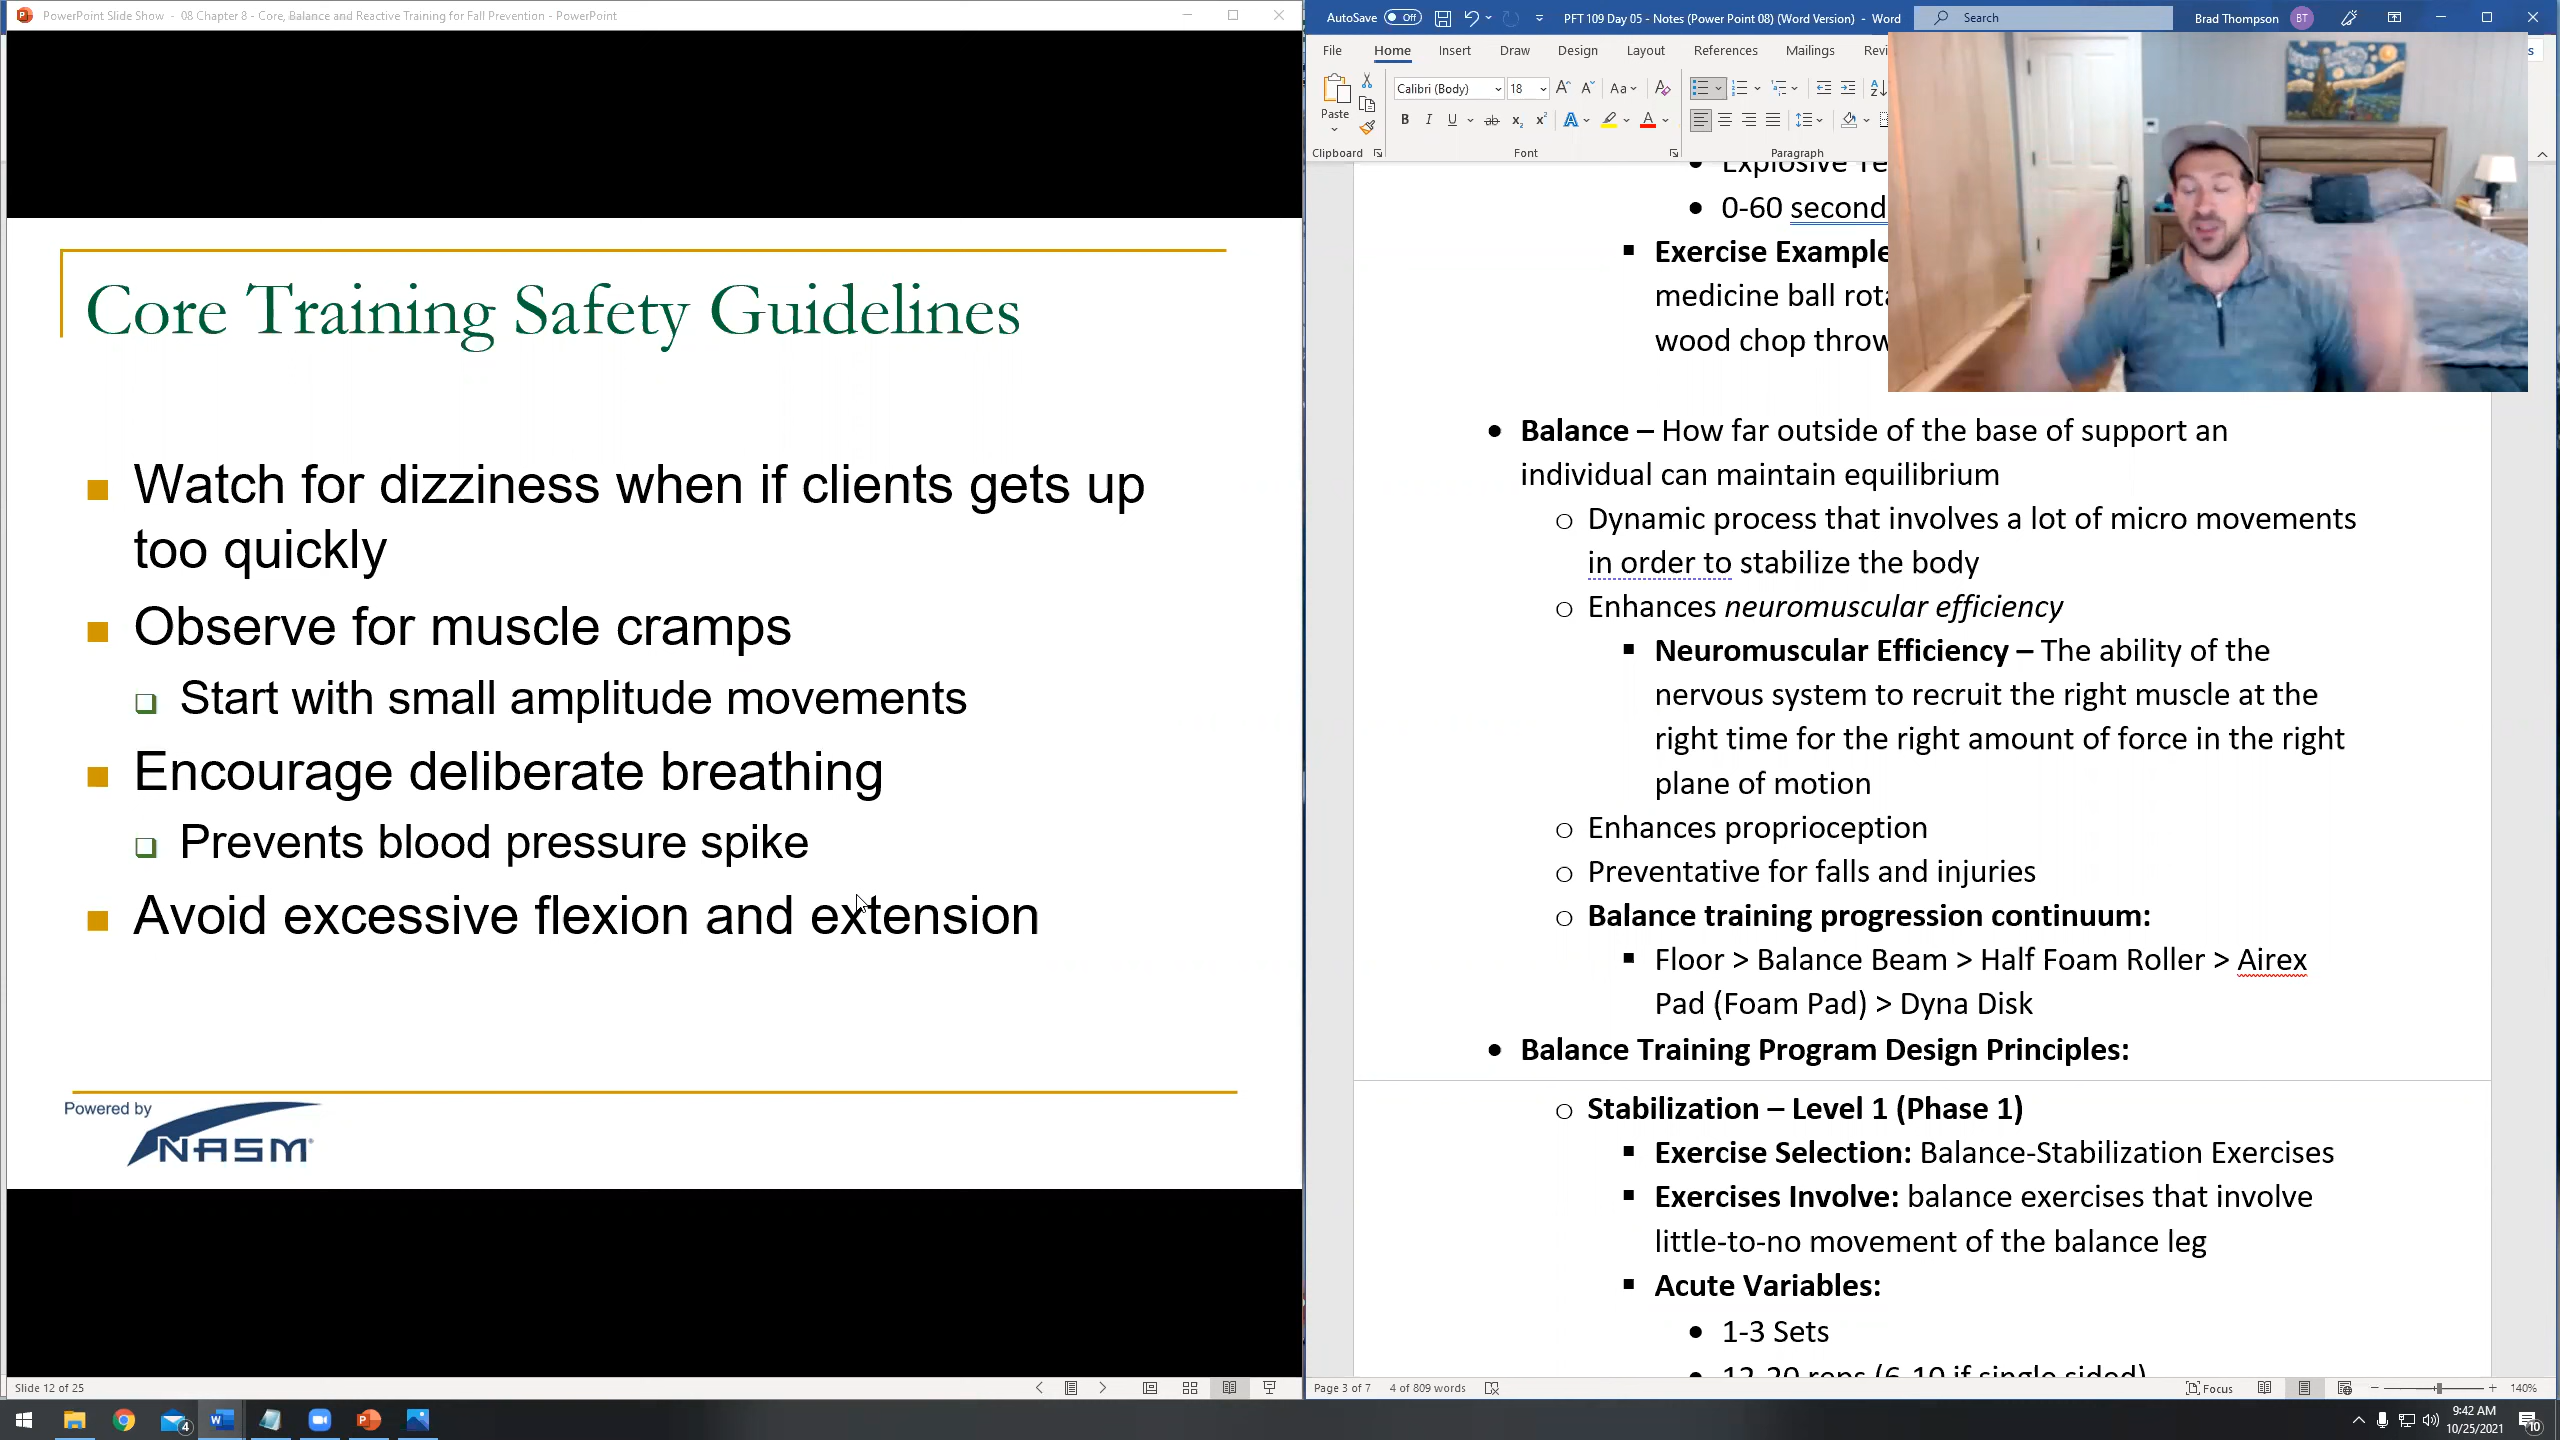 PowerPoint Slide Show - 08 Chapter 8 - Core, Balance and Reactive Training for Fall Prevention - PowerPoint
Core Training Safety Guidelines
Watch for dizziness when if clients gets up
too quickly
Observe for muscle cramps
Start with small amplitude movements
Encourage deliberate breathing
Prevents blood pressure spike
Avoid excessive flexion and extension
Powered by
NASM
Slide 12 of 25
AutoSave Off
PFT 109 Day 05 - Notes (Power Point 08) (Word Version) - Word
Search
Brad Thompson BT
File Home Insert Draw Design Layout References Mailings
Paste
Calibri (Body) 18
Clipboard Font Paragraph
0-60 second
Exercise Example
medicine ball
wood chop
Balance – How far outside of the base of support an
individual can maintain equilibrium
Dynamic process that involves a lot of micro movements
in order to stabilize the body
Enhances neuromuscular efficiency
Neuromuscular Efficiency – The ability of the
nervous system to recruit the right muscle at the
right time for the right amount of force in the right
plane of motion
Enhances proprioception
Preventative for falls and injuries
Balance training progression continuum:
Floor > Balance Beam > Half Foam Roller > Airex
Pad (Foam Pad) > Dyna Disk
Balance Training Program Design Principles:
Stabilization – Level 1 (Phase 1)
Exercise Selection: Balance-Stabilization Exercises
Exercises Involve: balance exercises that involve
little-to-no movement of the balance leg
Acute Variables:
1-3 Sets
12-20 reps (6-10 if single sided)
Page 3 of 7 4 of 809 words
Focus
140%
4
9:42 AM
10/25/2021
10